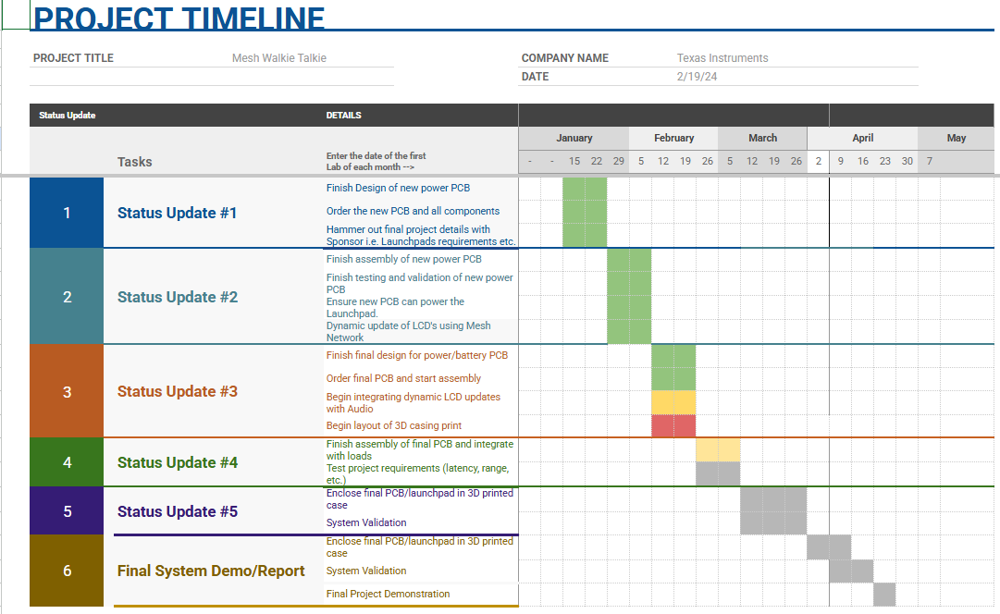 PROJECT TIMELINE
PROJECT TITLE Mesh Walkie Talkie COMPANY NAME Texas Instruments
DATE 2/19/24
Status Update DETAILS
January February March April May
Tasks
Enter the date of the first
Lab of each month -->
- - 15 22 29 5 12 19 26 5 12 19 26 2 9 16 23 30 7
1
Status Update #1
Finish Design of new power PCB
Order the new PCB and all components
Hammer out final project details with
Sponsor i.e. Launchpads requirements etc.
2
Status Update #2
Finish assembly of new power PCB
Finish testing and validation of new power
PCB
Ensure new PCB can power the
Launchpad.
Dynamic update of LCD's using Mesh
Network
3
Status Update #3
Finish final design for power/battery PCB
Order final PCB and start assembly
Begin integrating dynamic LCD updates
with Audio
Begin layout of 3D casing print
4
Status Update #4
Finish assembly of final PCB and integrate
with loads
Test project requirements (latency, range,
etc.)
5
Status Update #5
Enclose final PCB/launchpad in 3D printed
case
System Validation
6
Final System Demo/Report
Enclose final PCB/launchpad in 3D printed
case
System Validation
Final Project Demonstration